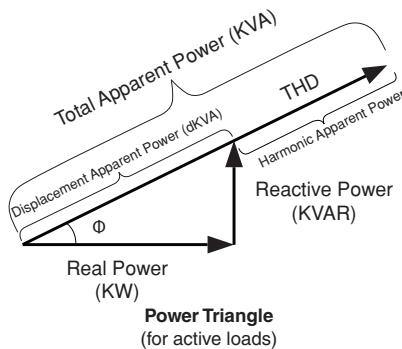 Total Apparent Power (KVA)
THD
Displacement Apparent Power (dKVA)
Harmonic Apparent Power
Reactive Power
(KVAR)
Φ
Real Power
(KW)
Power Triangle
(for active loads)